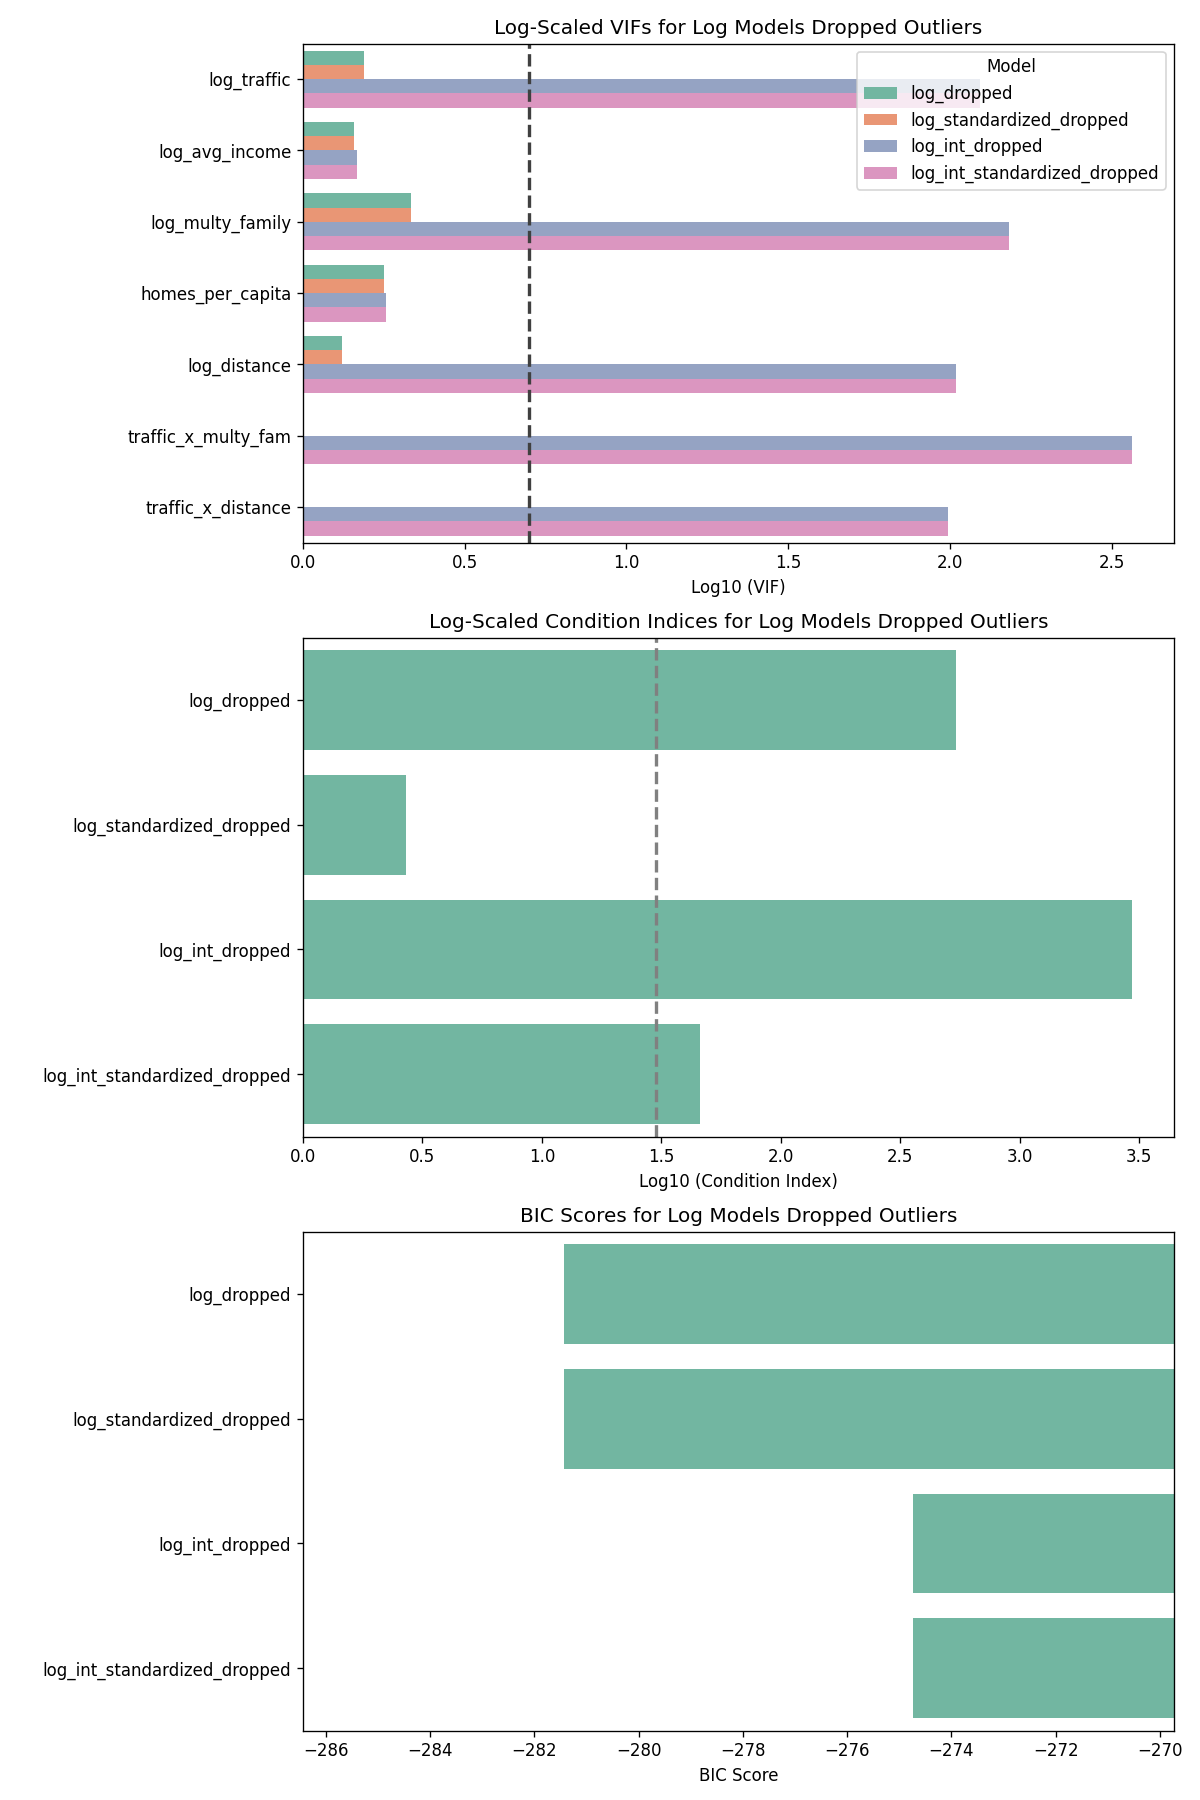 Log-Scaled VIFs for Log Models Dropped Outliers
Model
log_dropped
log_standardized_dropped
log_int_dropped
log_int_standardized_dropped
log_traffic
log_avg_income
log_multy_family
homes_per_capita
log_distance
traffic_x_multy_fam
traffic_x_distance
0.0 0.5 1.0 1.5 2.0 2.5
Log10 (VIF)
Log-Scaled Condition Indices for Log Models Dropped Outliers
log_dropped
log_standardized_dropped
log_int_dropped
log_int_standardized_dropped
0.0 0.5 1.0 1.5 2.0 2.5 3.0 3.5
Log10 (Condition Index)
BIC Scores for Log Models Dropped Outliers
log_dropped
log_standardized_dropped
log_int_dropped
log_int_standardized_dropped
−286 −284 −282 −280 −278 −276 −274 −272 −270
BIC Score